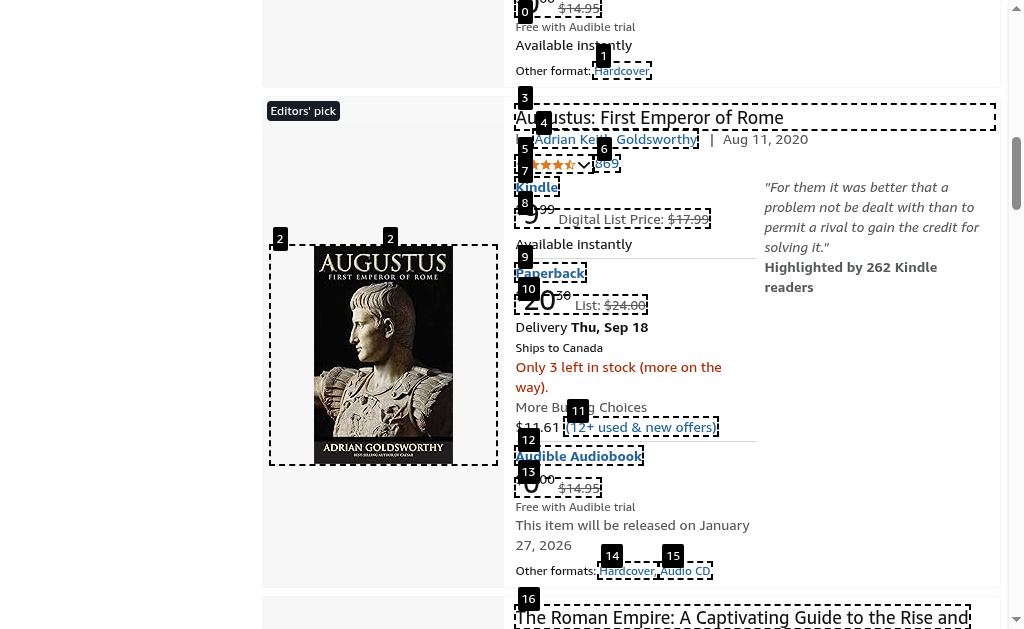 0
$14.95
Free with Audible trial
Available instantly
1
Other format: Hardcover
Editors' pick
3
Augustus: First Emperor of Rome
4
Adrian Keith Goldsworthy | Aug 11, 2020
5
6
869
7
Kindle
8
9 99 Digital List Price: $17.99
Available instantly
9
Paperback
10
20 30 List: $24.00
Delivery Thu, Sep 18
Ships to Canada
Only 3 left in stock (more on the
way).
More Buying Choices
11
$11.61 (12+ used & new offers)
12
Audible Audiobook
13
0 00 $14.95
Free with Audible trial
This item will be released on January
27, 2026
14
15
Other formats: Hardcover, Audio CD
"For them it was better that a
problem not be dealt with than to
permit a rival to gain the credit for
solving it."
Highlighted by 262 Kindle
readers
2
2
AUGUSTUS
FIRST EMPEROR OF ROME
ADRIAN GOLDSWORTHY
BEST-SELLING AUTHOR OF CAESAR
16
The Roman Empire: A Captivating Guide to the Rise and